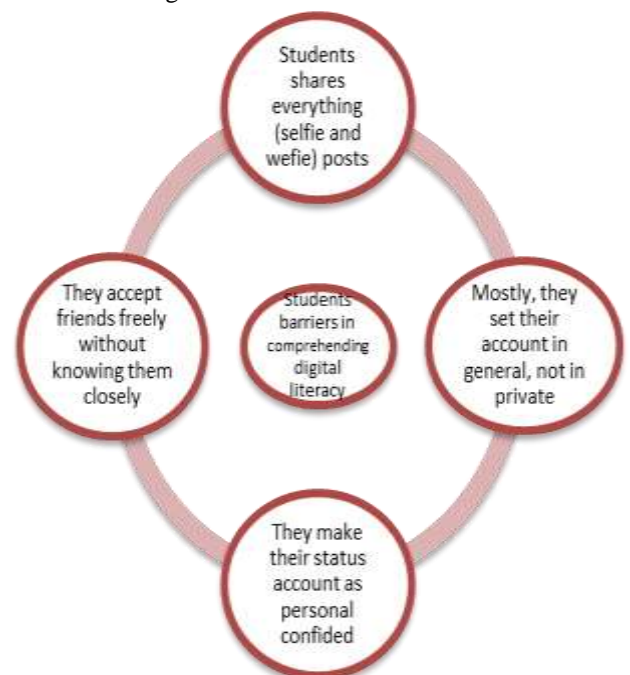 Students
shares
everything
(selfie and
wefie) posts
They accept
friends freely
without
knowing them
closely
Students
barriers in
comprehending
digital
literacy
Mostly, they
set their
account in
general, not in
private
They make
their status
account as
personal
confided